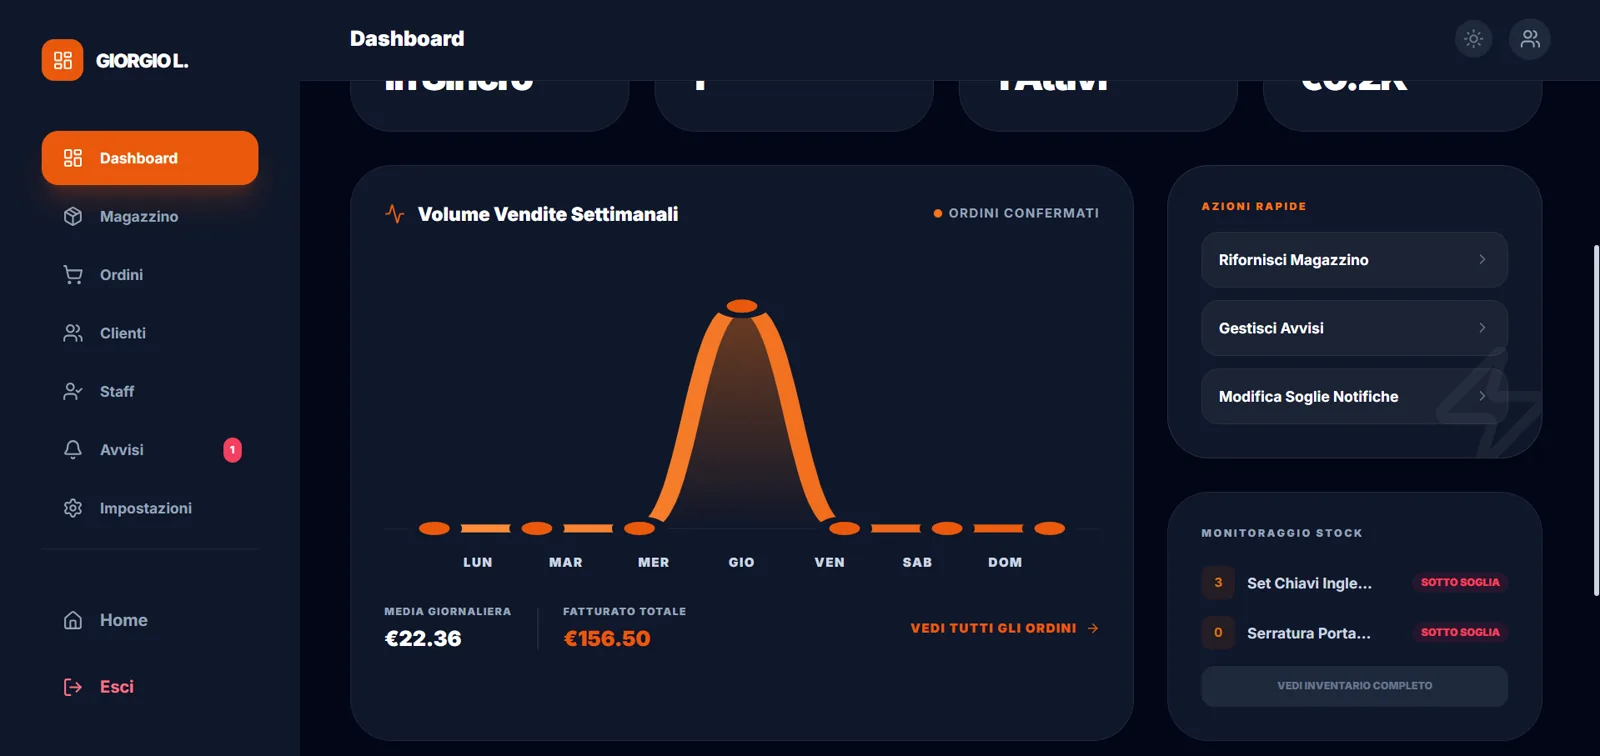 GIORGIO L.
Dashboard
Magazzino
Ordini
Clienti
Staff
Avvisi
1
Impostazioni
Home
Esci
Dashboard
Volume Vendite Settimanali
ORDINI CONFERMATI
LUN MAR MER GIO VEN SAB DOM
MEDIA GIORNALIERA
€22.36
FATTURATO TOTALE
€156.50
VEDI TUTTI GLI ORDINI
AZIONI RAPIDE
Rifornisci Magazzino
Gestisci Avvisi
Modifica Soglie Notifiche
MONITORAGGIO STOCK
3 Set Chiavi Ingle... SOTTO SOGLIA
0 Serratura Porta... SOTTO SOGLIA
VEDI INVENTARIO COMPLETO